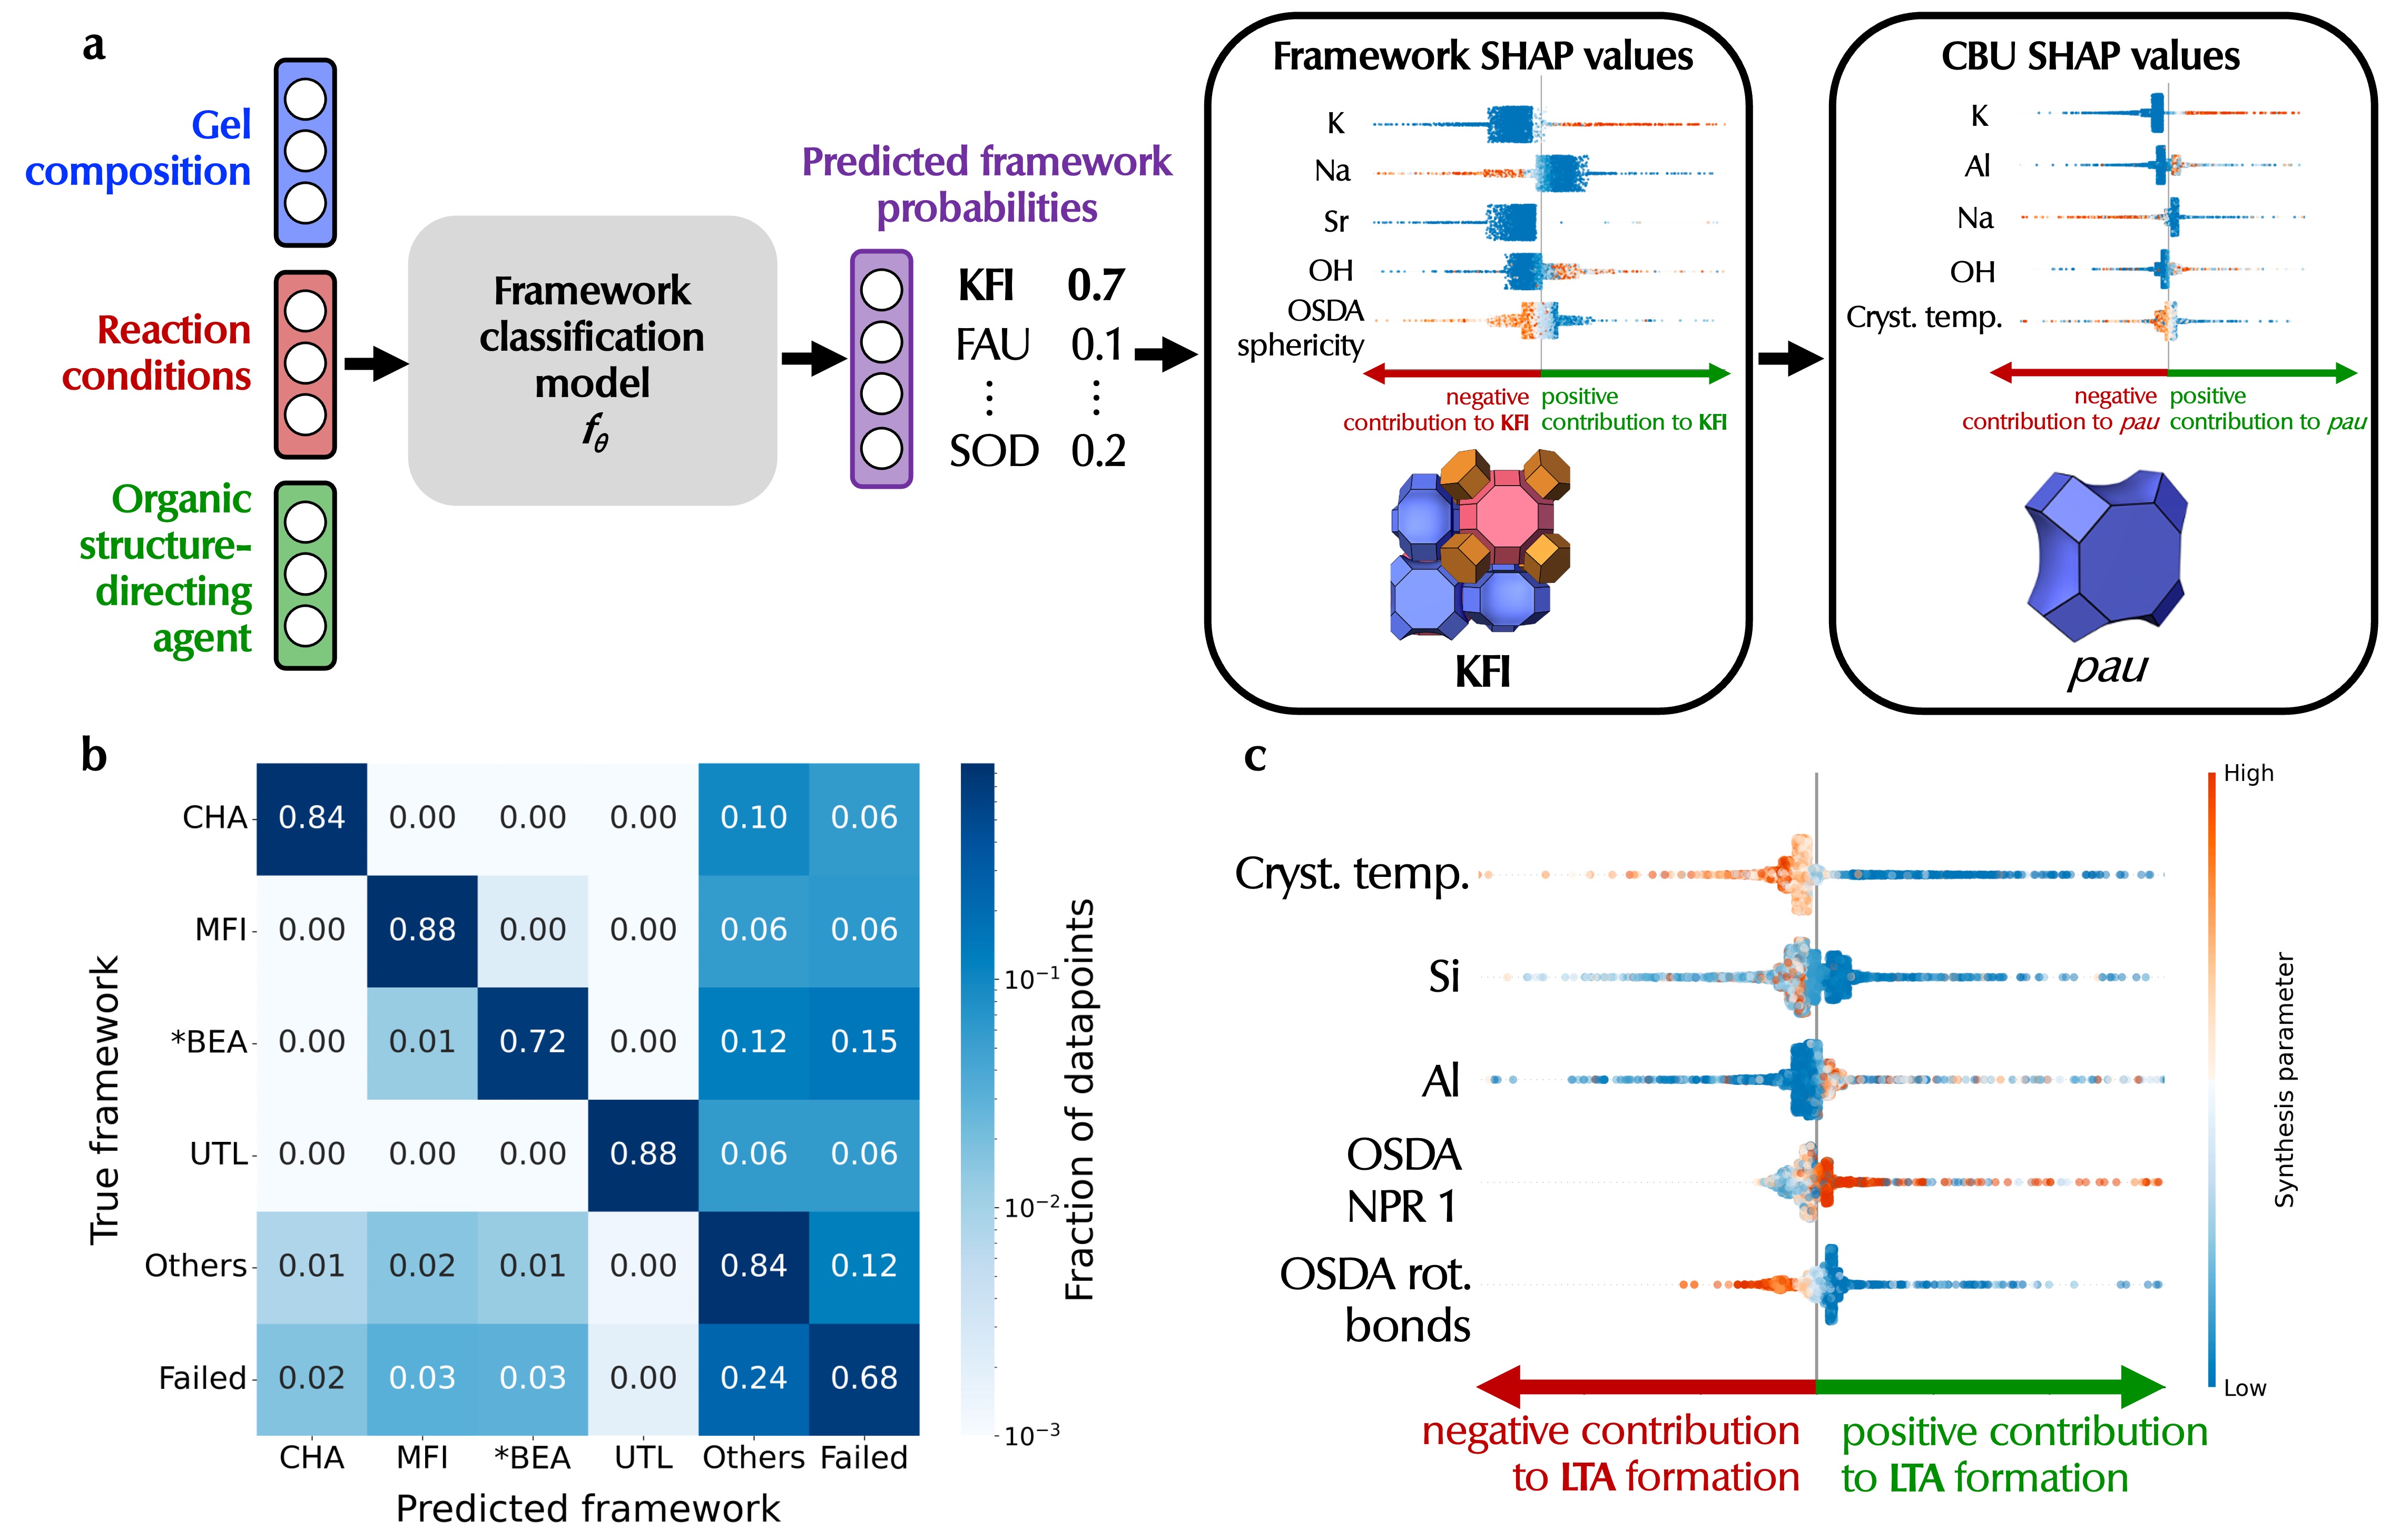 a
Gel
composition
Reaction
conditions
Organic
structure-
directing
agent
Framework
classification
model
fθ
Predicted framework
probabilities
KFI 0.7
FAU 0.1
⋮ ⋮
SOD 0.2
Framework SHAP values
K
Na
Sr
OH
OSDA
sphericity
negative
contribution to KFI
positive
contribution to KFI
KFI
CBU SHAP values
K
Al
Na
OH
Cryst. temp.
negative
contribution to pau
positive
contribution to pau
pau
b
True framework
CHA 0.84 0.00 0.00 0.00 0.10 0.06
MFI 0.00 0.88 0.00 0.00 0.06 0.06
*BEA 0.00 0.01 0.72 0.00 0.12 0.15
UTL 0.00 0.00 0.00 0.88 0.06 0.06
Others 0.01 0.02 0.01 0.00 0.84 0.12
Failed 0.02 0.03 0.03 0.00 0.24 0.68
CHA MFI *BEA UTL Others Failed
Predicted framework
10⁻¹
10⁻²
10⁻³
Fraction of datapoints
c
Cryst. temp.
Si
Al
OSDA
NPR 1
OSDA rot.
bonds
negative contribution
to LTA formation
positive contribution
to LTA formation
High
Low
Synthesis parameter